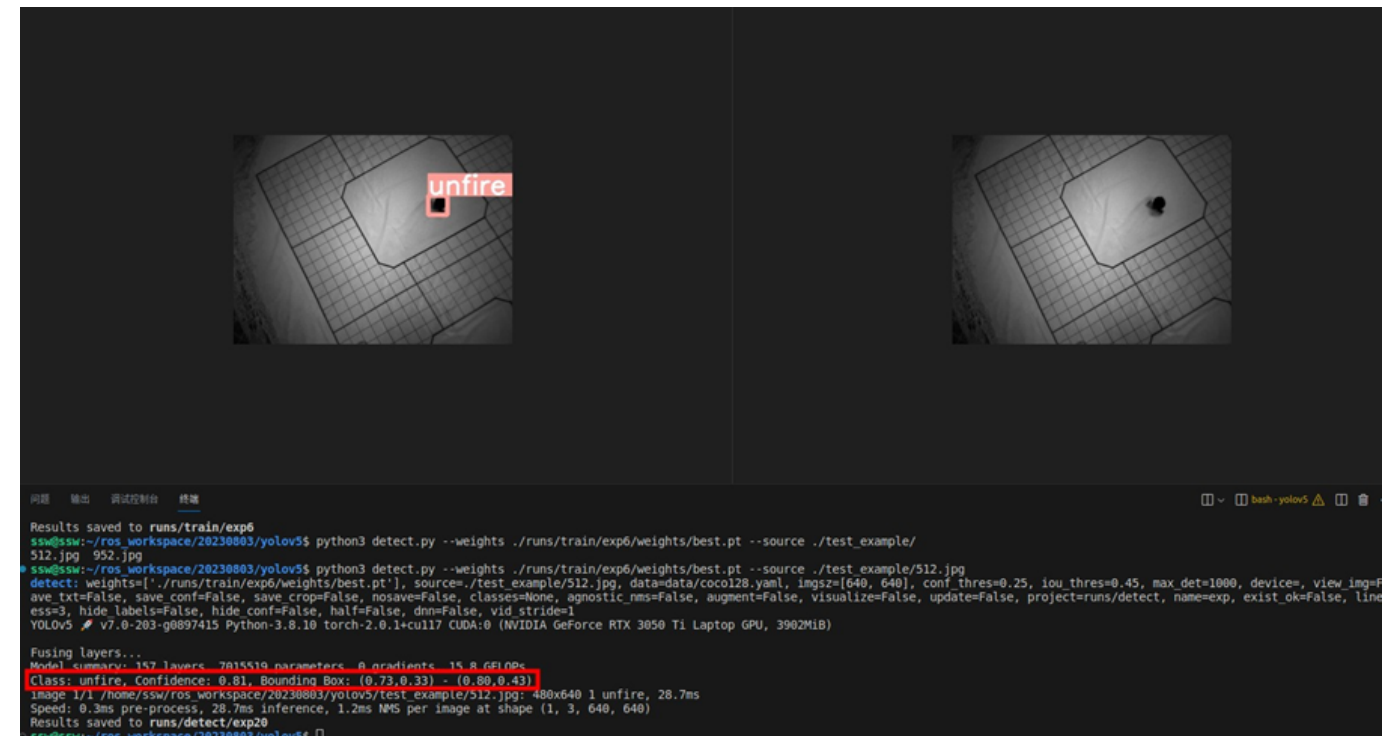 unfire
问题 输出 调试控制台 终端
bash - yolov5
Results saved to runs/train/exp6
ssw@ssw:~/ros_workspace/20230803/yolov5$ python3 detect.py --weights ./runs/train/exp6/weights/best.pt --source ./test_example/
512.jpg 952.jpg
ssw@ssw:~/ros_workspace/20230803/yolov5$ python3 detect.py --weights ./runs/train/exp6/weights/best.pt --source ./test_example/512.jpg
detect: weights=['./runs/train/exp6/weights/best.pt'], source=./test_example/512.jpg, data=data/coco128.yaml, imgsz=[640, 640], conf_thres=0.25, iou_thres=0.45, max_det=1000, device=, view_img=F
ave_txt=False, save_conf=False, save_crop=False, nosave=False, classes=None, agnostic_nms=False, augment=False, visualize=False, update=False, project=runs/detect, name=exp, exist_ok=False, line
ess=3, hide_labels=False, hide_conf=False, half=False, dnn=False, vid_stride=1
YOLOv5 🚀 v7.0-203-g0897415 Python-3.8.10 torch-2.0.1+cu117 CUDA:0 (NVIDIA GeForce RTX 3050 Ti Laptop GPU, 3902MiB)
Fusing layers...
Model summary: 157 layers, 7015519 parameters, 0 gradients, 15.8 GFLOPs
Class: unfire, Confidence: 0.81, Bounding Box: (0.73,0.33) - (0.80,0.43)
image 1/1 /home/ssw/ros_workspace/20230803/yolov5/test_example/512.jpg: 480x640 1 unfire, 28.7ms
Speed: 0.3ms pre-process, 28.7ms inference, 1.2ms NMS per image at shape (1, 3, 640, 640)
Results saved to runs/detect/exp20
ssw@ssw:~/ros_workspace/20230803/yolov5$